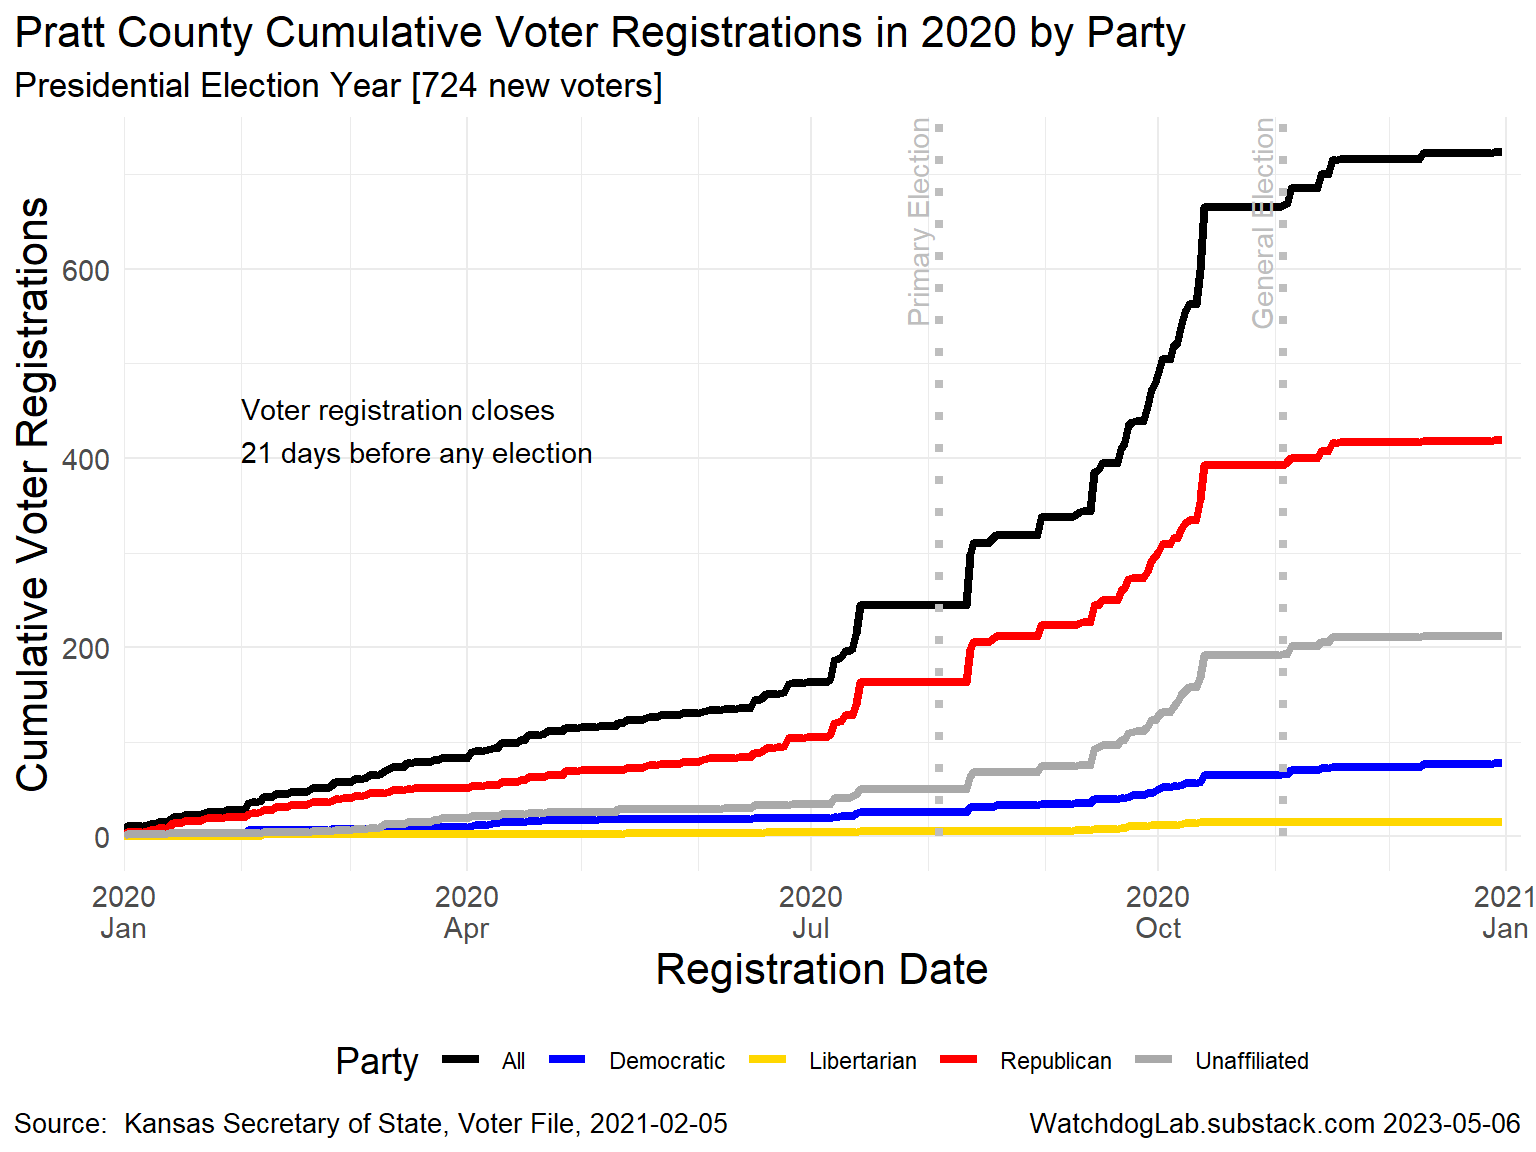 Pratt County Cumulative Voter Registrations in 2020 by Party
Presidential Election Year [724 new voters]
Cumulative Voter Registrations
600
400
200
0
Primary Election
General Election
Voter registration closes
21 days before any election
2020 2020 2020 2020 2021
Jan Apr Jul Oct Jan
Registration Date
Party All Democratic Libertarian Republican Unaffiliated
Source:  Kansas Secretary of State, Voter File, 2021-02-05
WatchdogLab.substack.com 2023-05-06